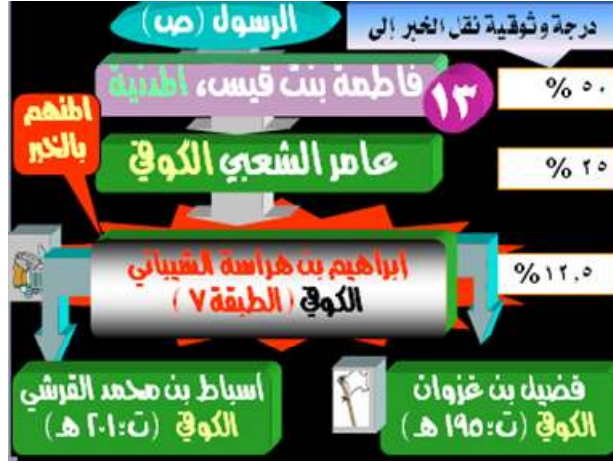 درجة وثوقية نقل الخبر إلى
الرسول (ص)
فاطمة بنت قيس، المدنية
١٣
٥٠ %
المتهم
بالخبر
عامر الشعبي الكوفي
٢٥ %
إبراهيم بن هراسة الشيباني
الكوفي (الطبقة ٧)
١٢,٥%
فضيل بن غزوان
الكوفي (ت: ١٩٥ هـ)
أسباط بن محمد القرشي
الكوفي (ت: ٢٠١ هـ)